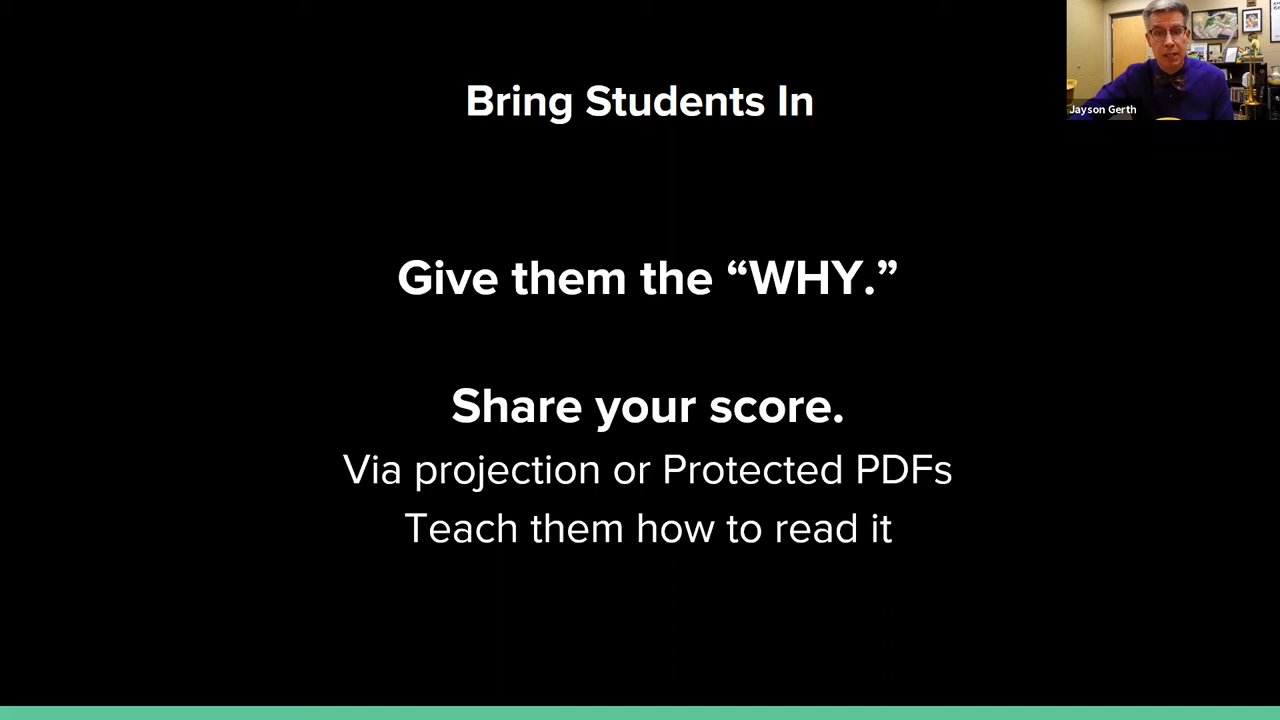 Bring Students In
Jayson Gerth
Give them the “WHY.”
Share your score.
Via projection or Protected PDFs
Teach them how to read it